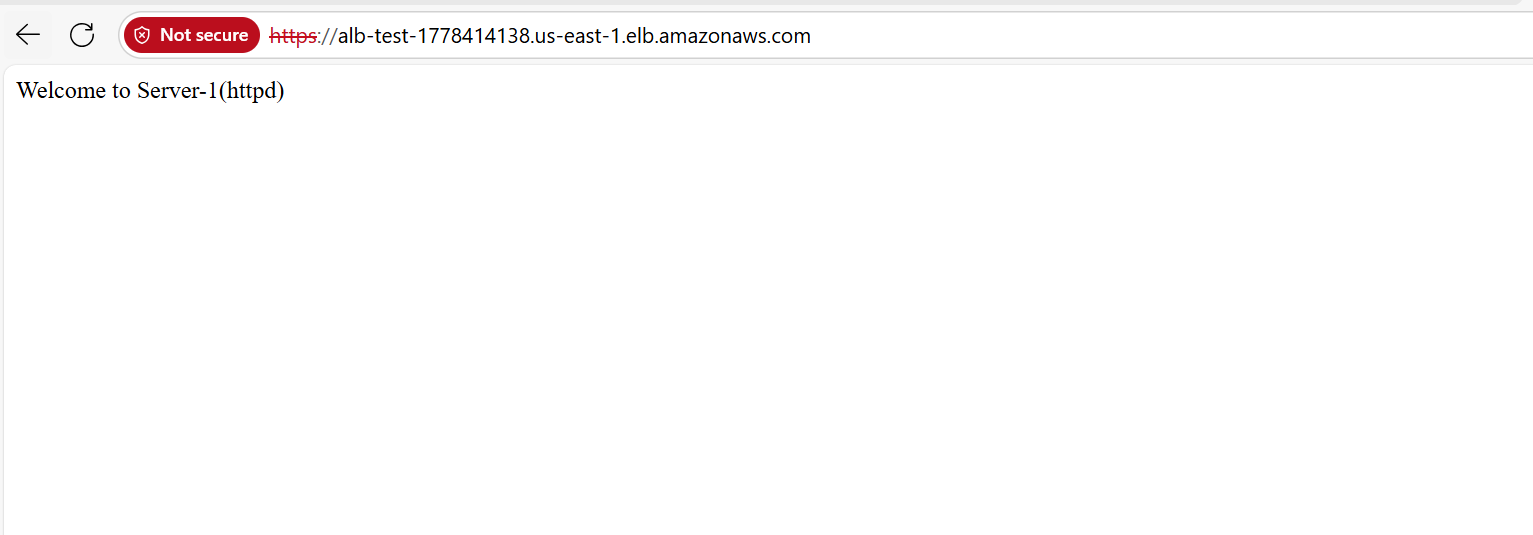 Not secure https://alb-test-1778414138.us-east-1.elb.amazonaws.com
Welcome to Server-1(httpd)